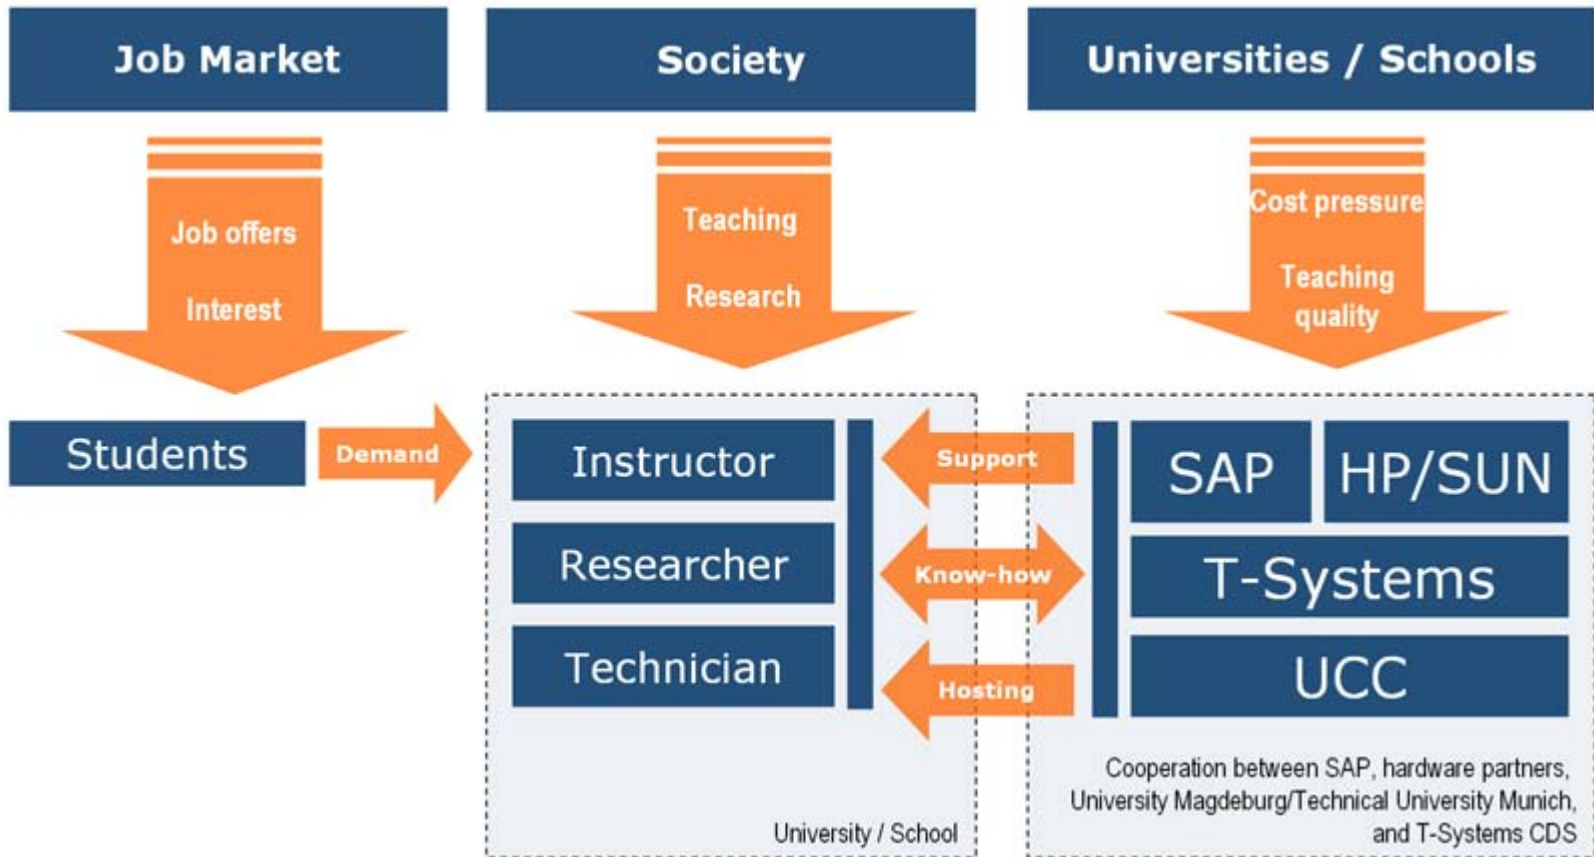 Job Market
Society
Universities / Schools
Job offers
Interest
Teaching
Research
Cost pressure
Teaching
quality
Students
Demand
Instructor
Researcher
Technician
University / School
Support
Know-how
Hosting
SAP
HP/SUN
T-Systems
UCC
Cooperation between SAP, hardware partners,
University Magdeburg/Technical University Munich,
and T-Systems CDS